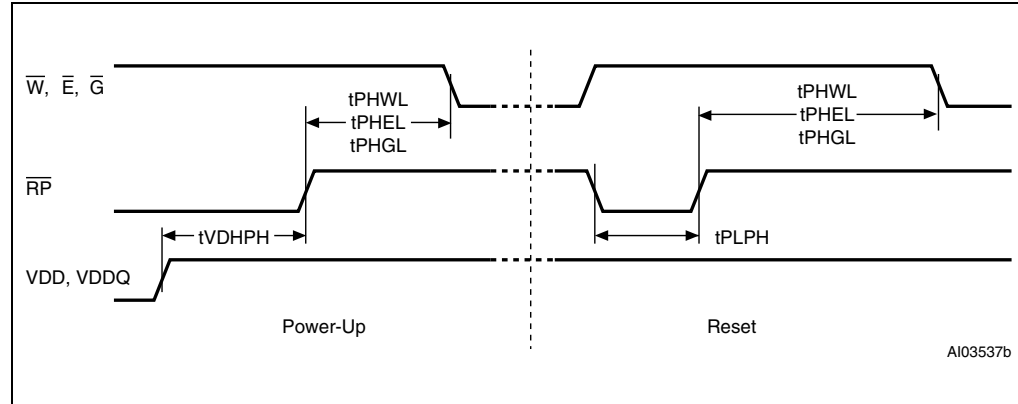 W, E, G
tPHWL
tPHEL
tPHGL
tPHWL
tPHEL
tPHGL
RP
tVDHPH
tPLPH
VDD, VDDQ
Power-Up
Reset
AI03537b